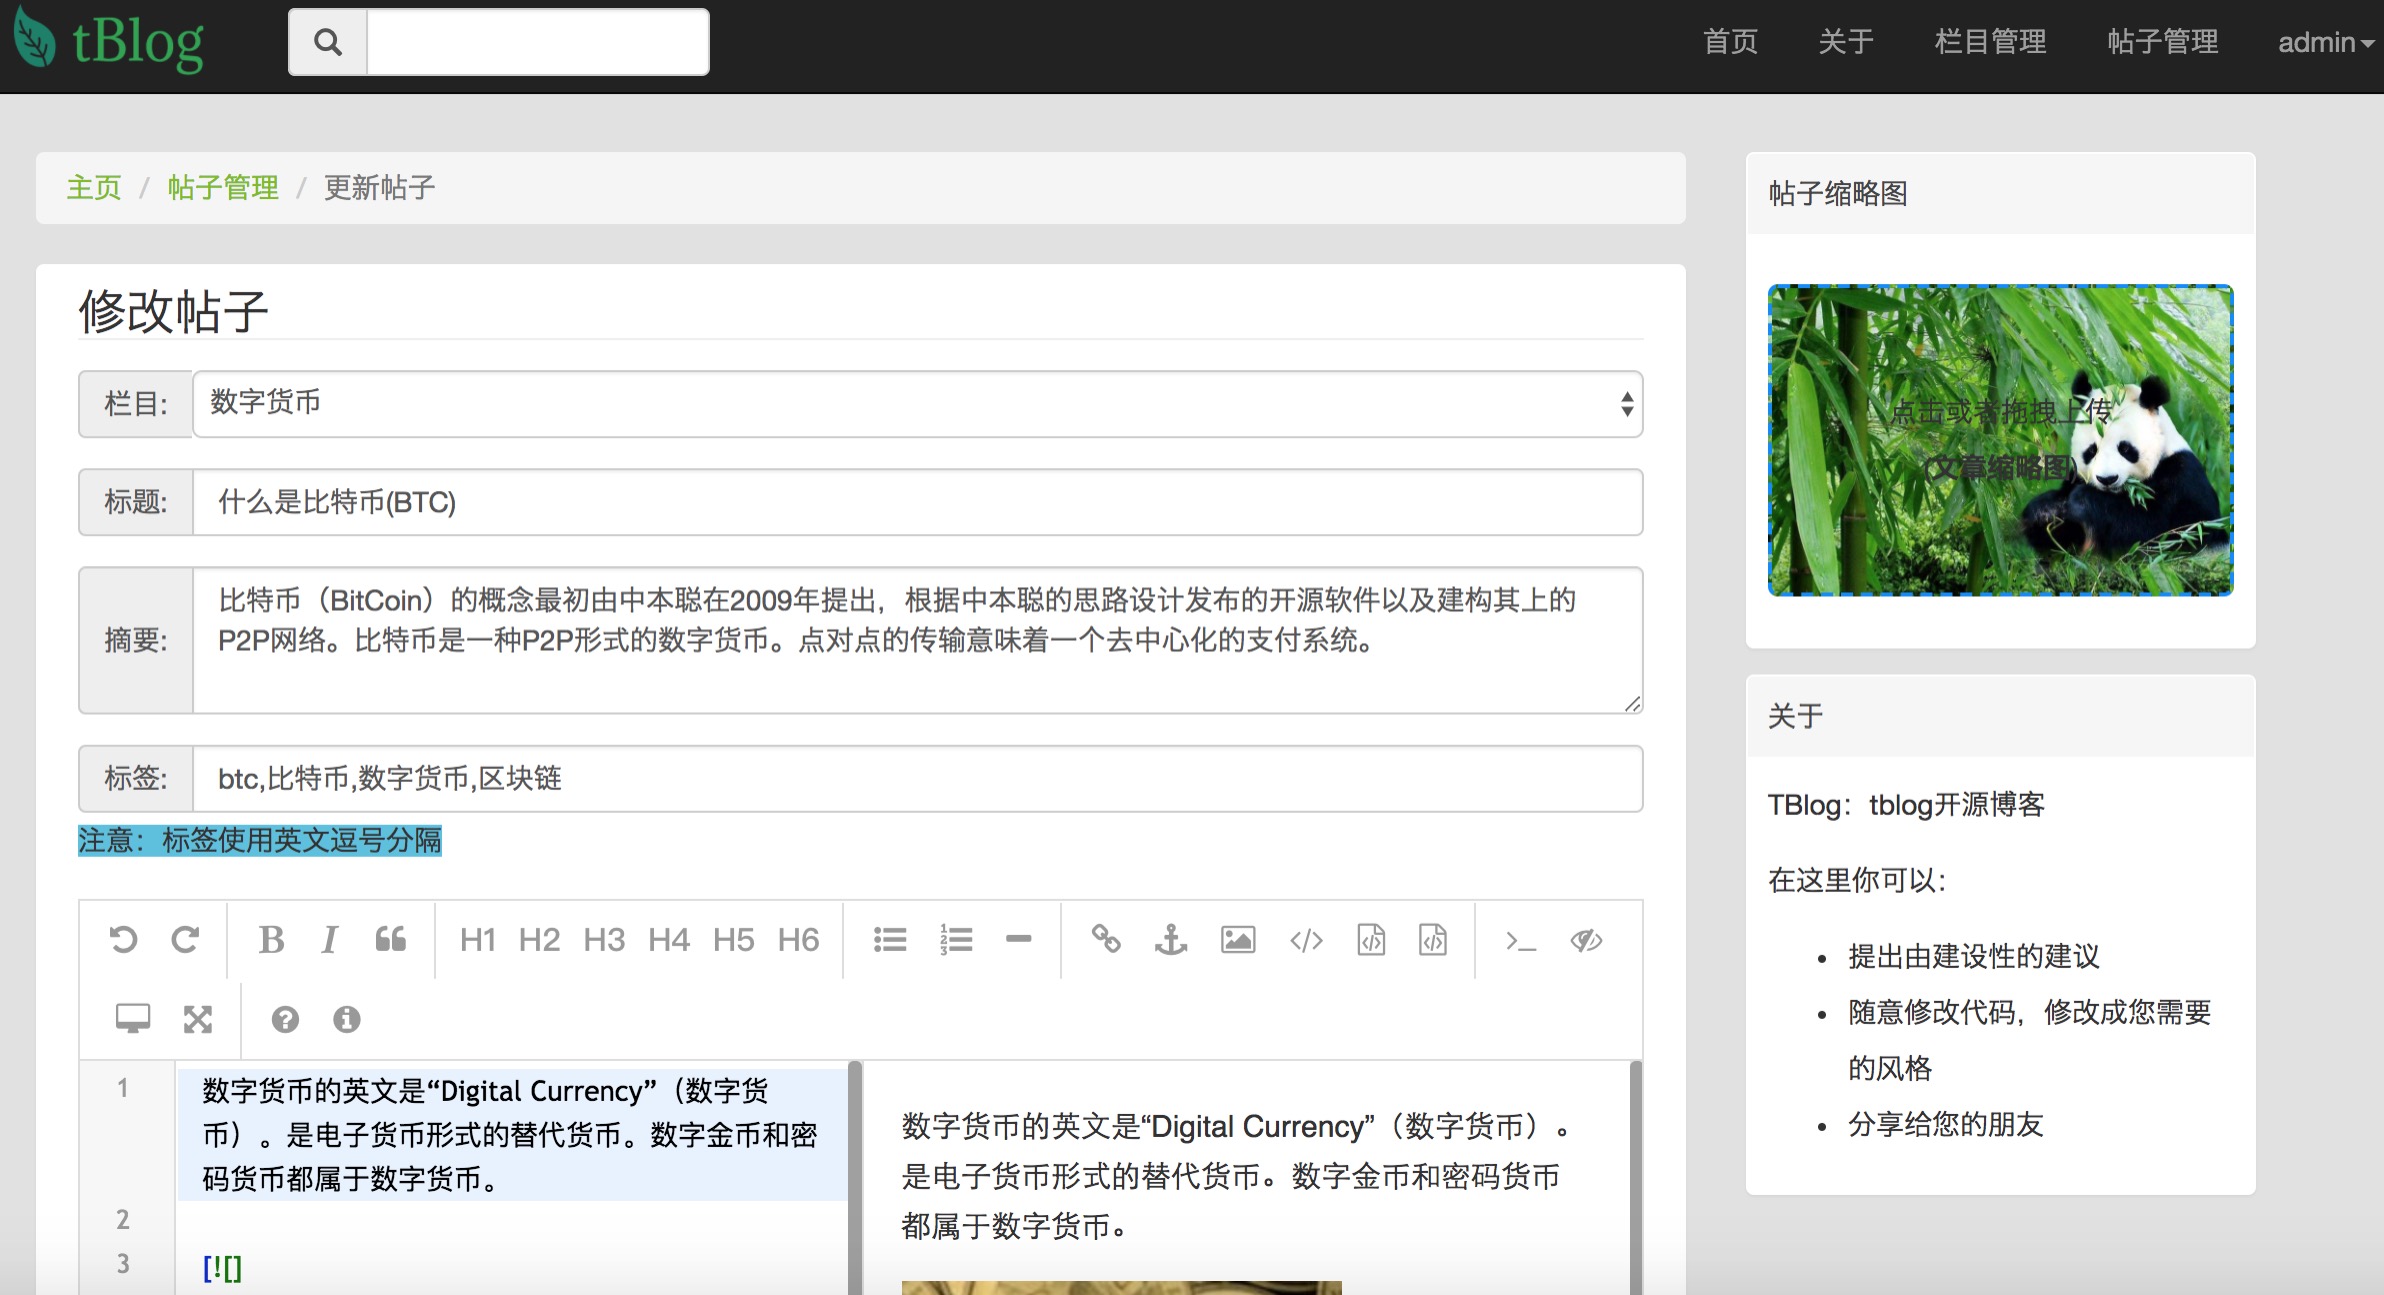 tBlog
首页 关于 栏目管理 帖子管理 admin
主页 / 帖子管理 / 更新帖子
修改帖子
栏目: 数字货币
标题: 什么是比特币(BTC)
摘要: 比特币（BitCoin）的概念最初由中本聪在2009年提出，根据中本聪的思路设计发布的开源软件以及建构其上的
P2P网络。比特币是一种P2P形式的数字货币。点对点的传输意味着一个去中心化的支付系统。
标签: btc,比特币,数字货币,区块链
注意：标签使用英文逗号分隔
B I H1 H2 H3 H4 H5 H6
1 数字货币的英文是“Digital Currency”（数字货
币）。是电子货币形式的替代货币。数字金币和密
码货币都属于数字货币。
2
3 [![]
数字货币的英文是“Digital Currency”（数字货币）。
是电子货币形式的替代货币。数字金币和密码货币
都属于数字货币。
帖子缩略图
点击或者拖拽上传
(文章缩略图)
关于
TBlog：tblog开源博客
在这里你可以：
• 提出由建设性的建议
• 随意修改代码，修改成您需要
的风格
• 分享给您的朋友